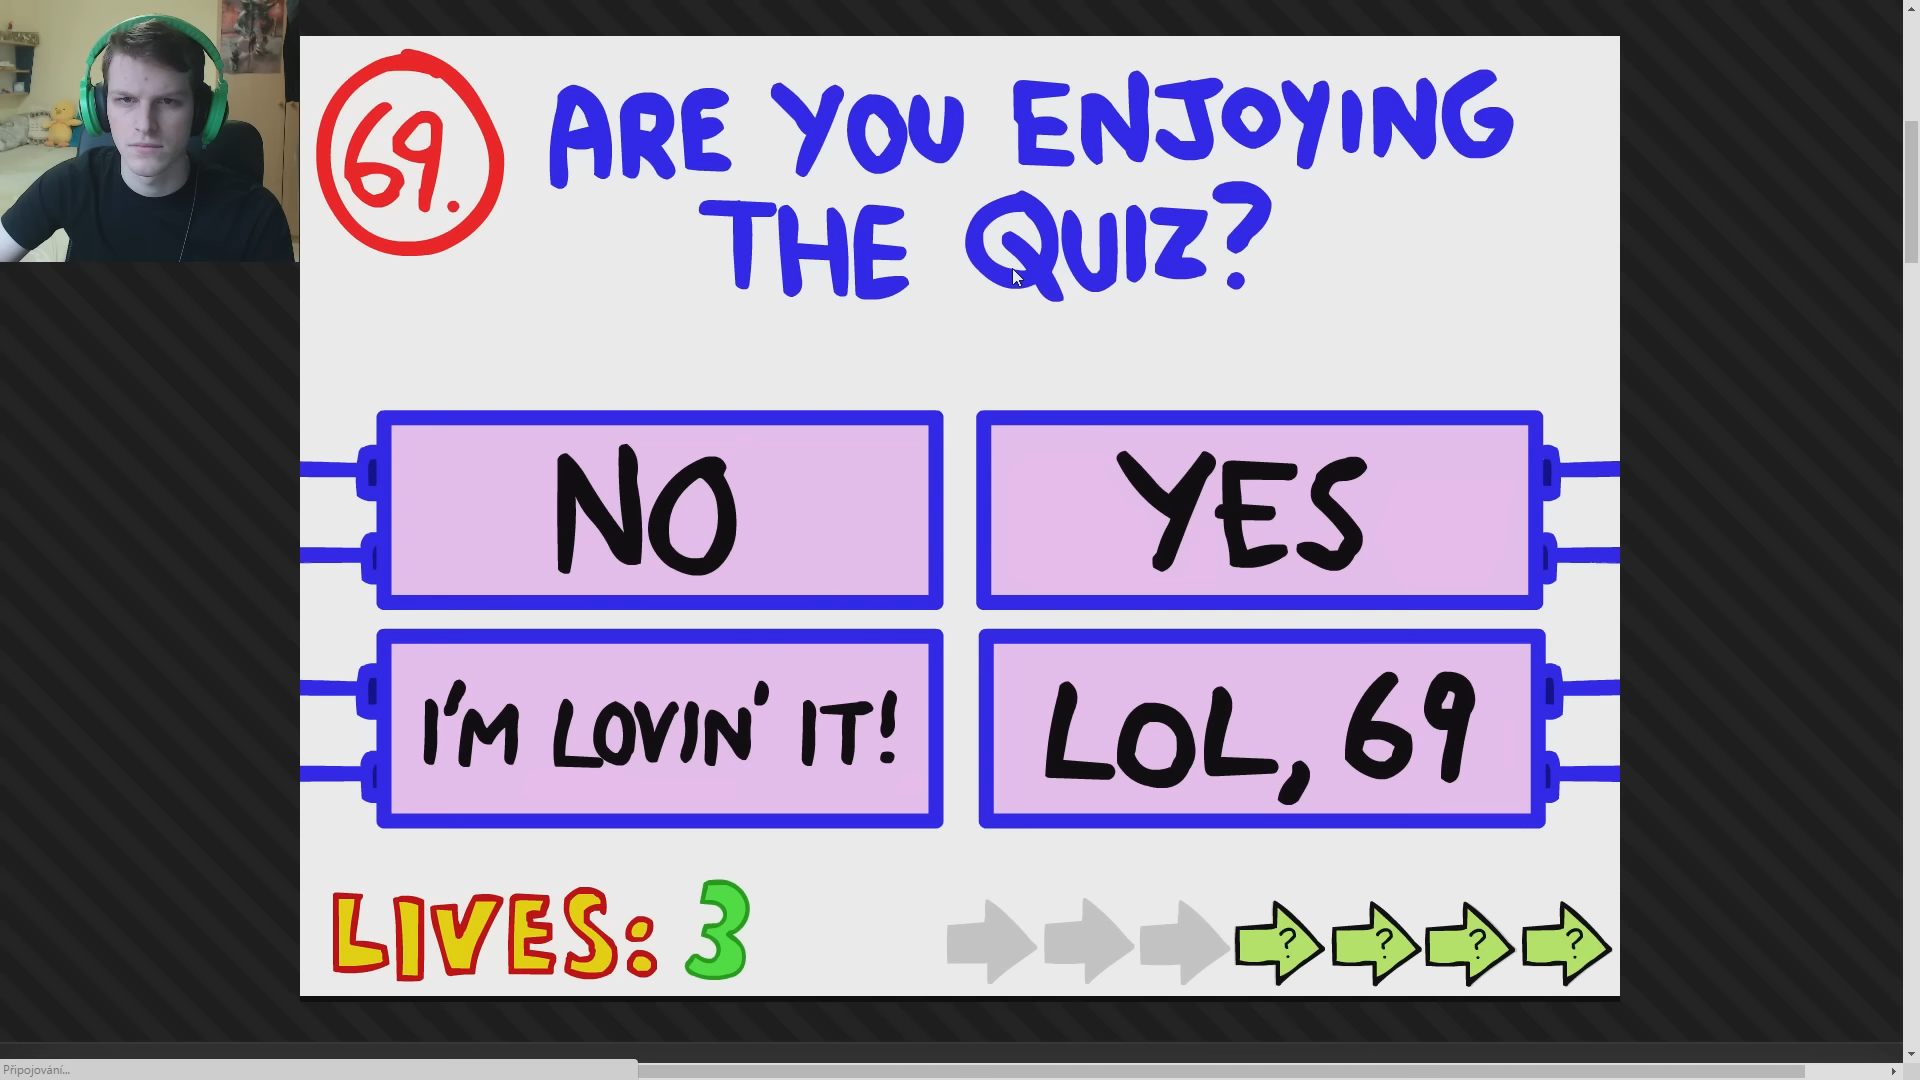 69.
ARE YOU ENJOYING
THE QUIZ?
NO
YES
I'M LOVIN' IT!
LOL, 69
LIVES: 3
? ? ? ?
Připojování...